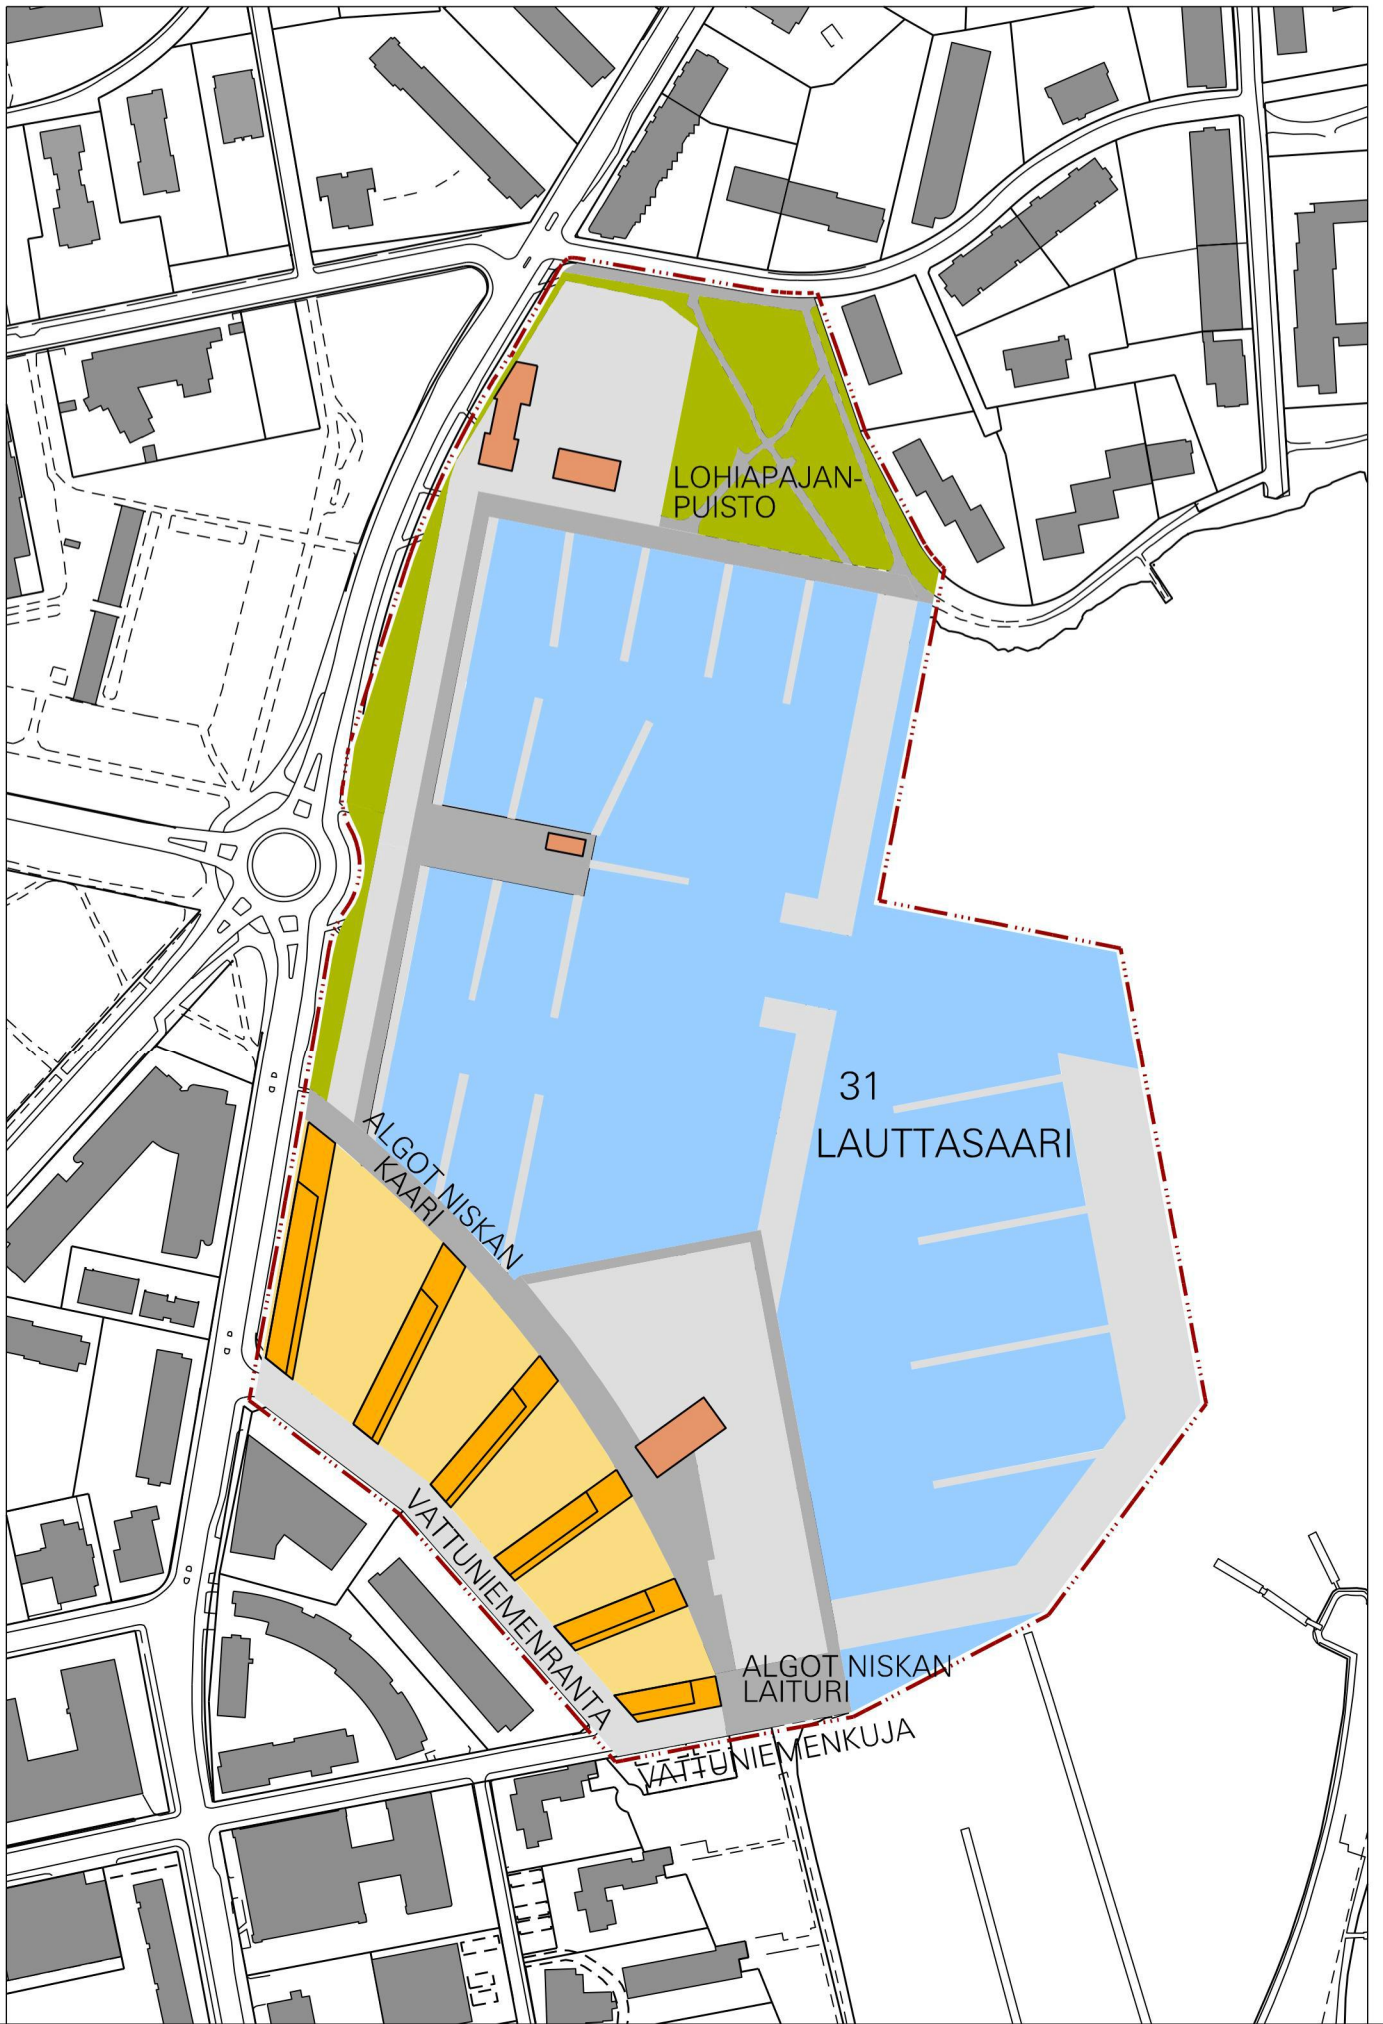 LOHIAPAJAN-
PUISTO
31
LAUTTASAARI
ALGOT NISKAN
KAARI
VATTUNIEMENRANTA
ALGOT NISKAN
LAITURI
VATTUNIEMENKUJA